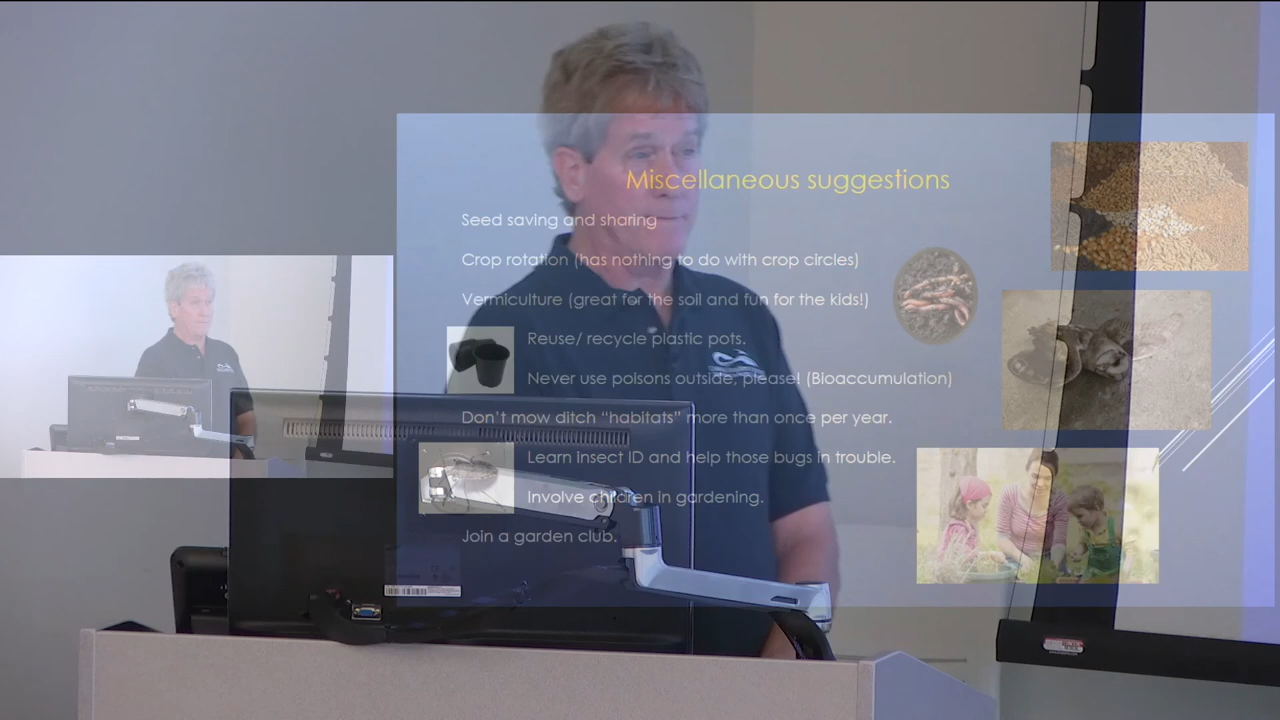 Miscellaneous suggestions
Seed saving and sharing
Crop rotation (has nothing to do with crop circles)
Vermiculture (great for the soil and fun for the kids!)
Reuse/ recycle plastic pots.
Never use poisons outside, please! (Bioaccumulation)
Don't mow ditch “habitats” more than once per year.
Learn Insect ID and help those bugs in trouble.
Involve children in gardening.
Join a garden club.